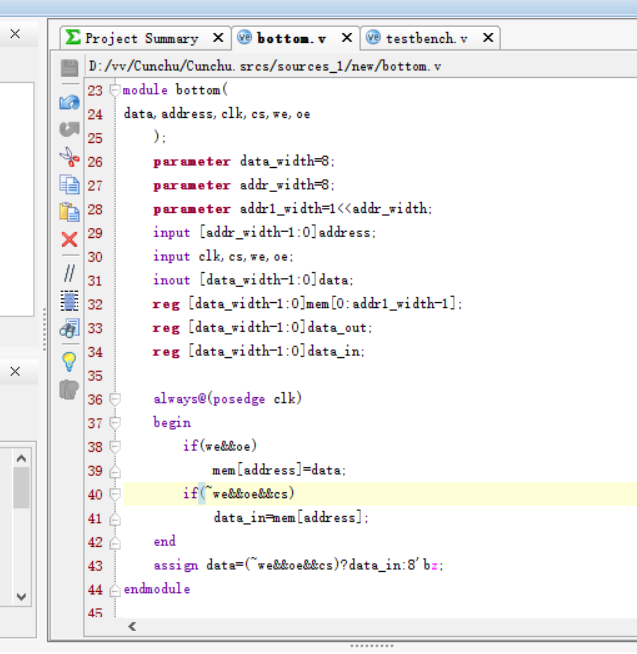 Project Summary × bottom.v × testbench.v ×
D:/vv/Cunchu/Cunchu.srcs/sources_1/new/bottom.v
23 module bottom(
24 data,address,clk,cs,we,oe
25 );
26 parameter data_width=8;
27 parameter addr_width=8;
28 parameter addr1_width=1<<addr_width;
29 input [addr_width-1:0]address;
30 input clk,cs,we,oe;
31 inout [data_width-1:0]data;
32 reg [data_width-1:0]mem[0:addr1_width-1];
33 reg [data_width-1:0]data_out;
34 reg [data_width-1:0]data_in;
35
36 always@(posedge clk)
37 begin
38 if(we&&oe)
39 mem[address]=data;
40 if(~we&&oe&&cs)
41 data_in=mem[address];
42 end
43 assign data=(~we&&oe&&cs)?data_in:8'bz;
44 endmodule
45